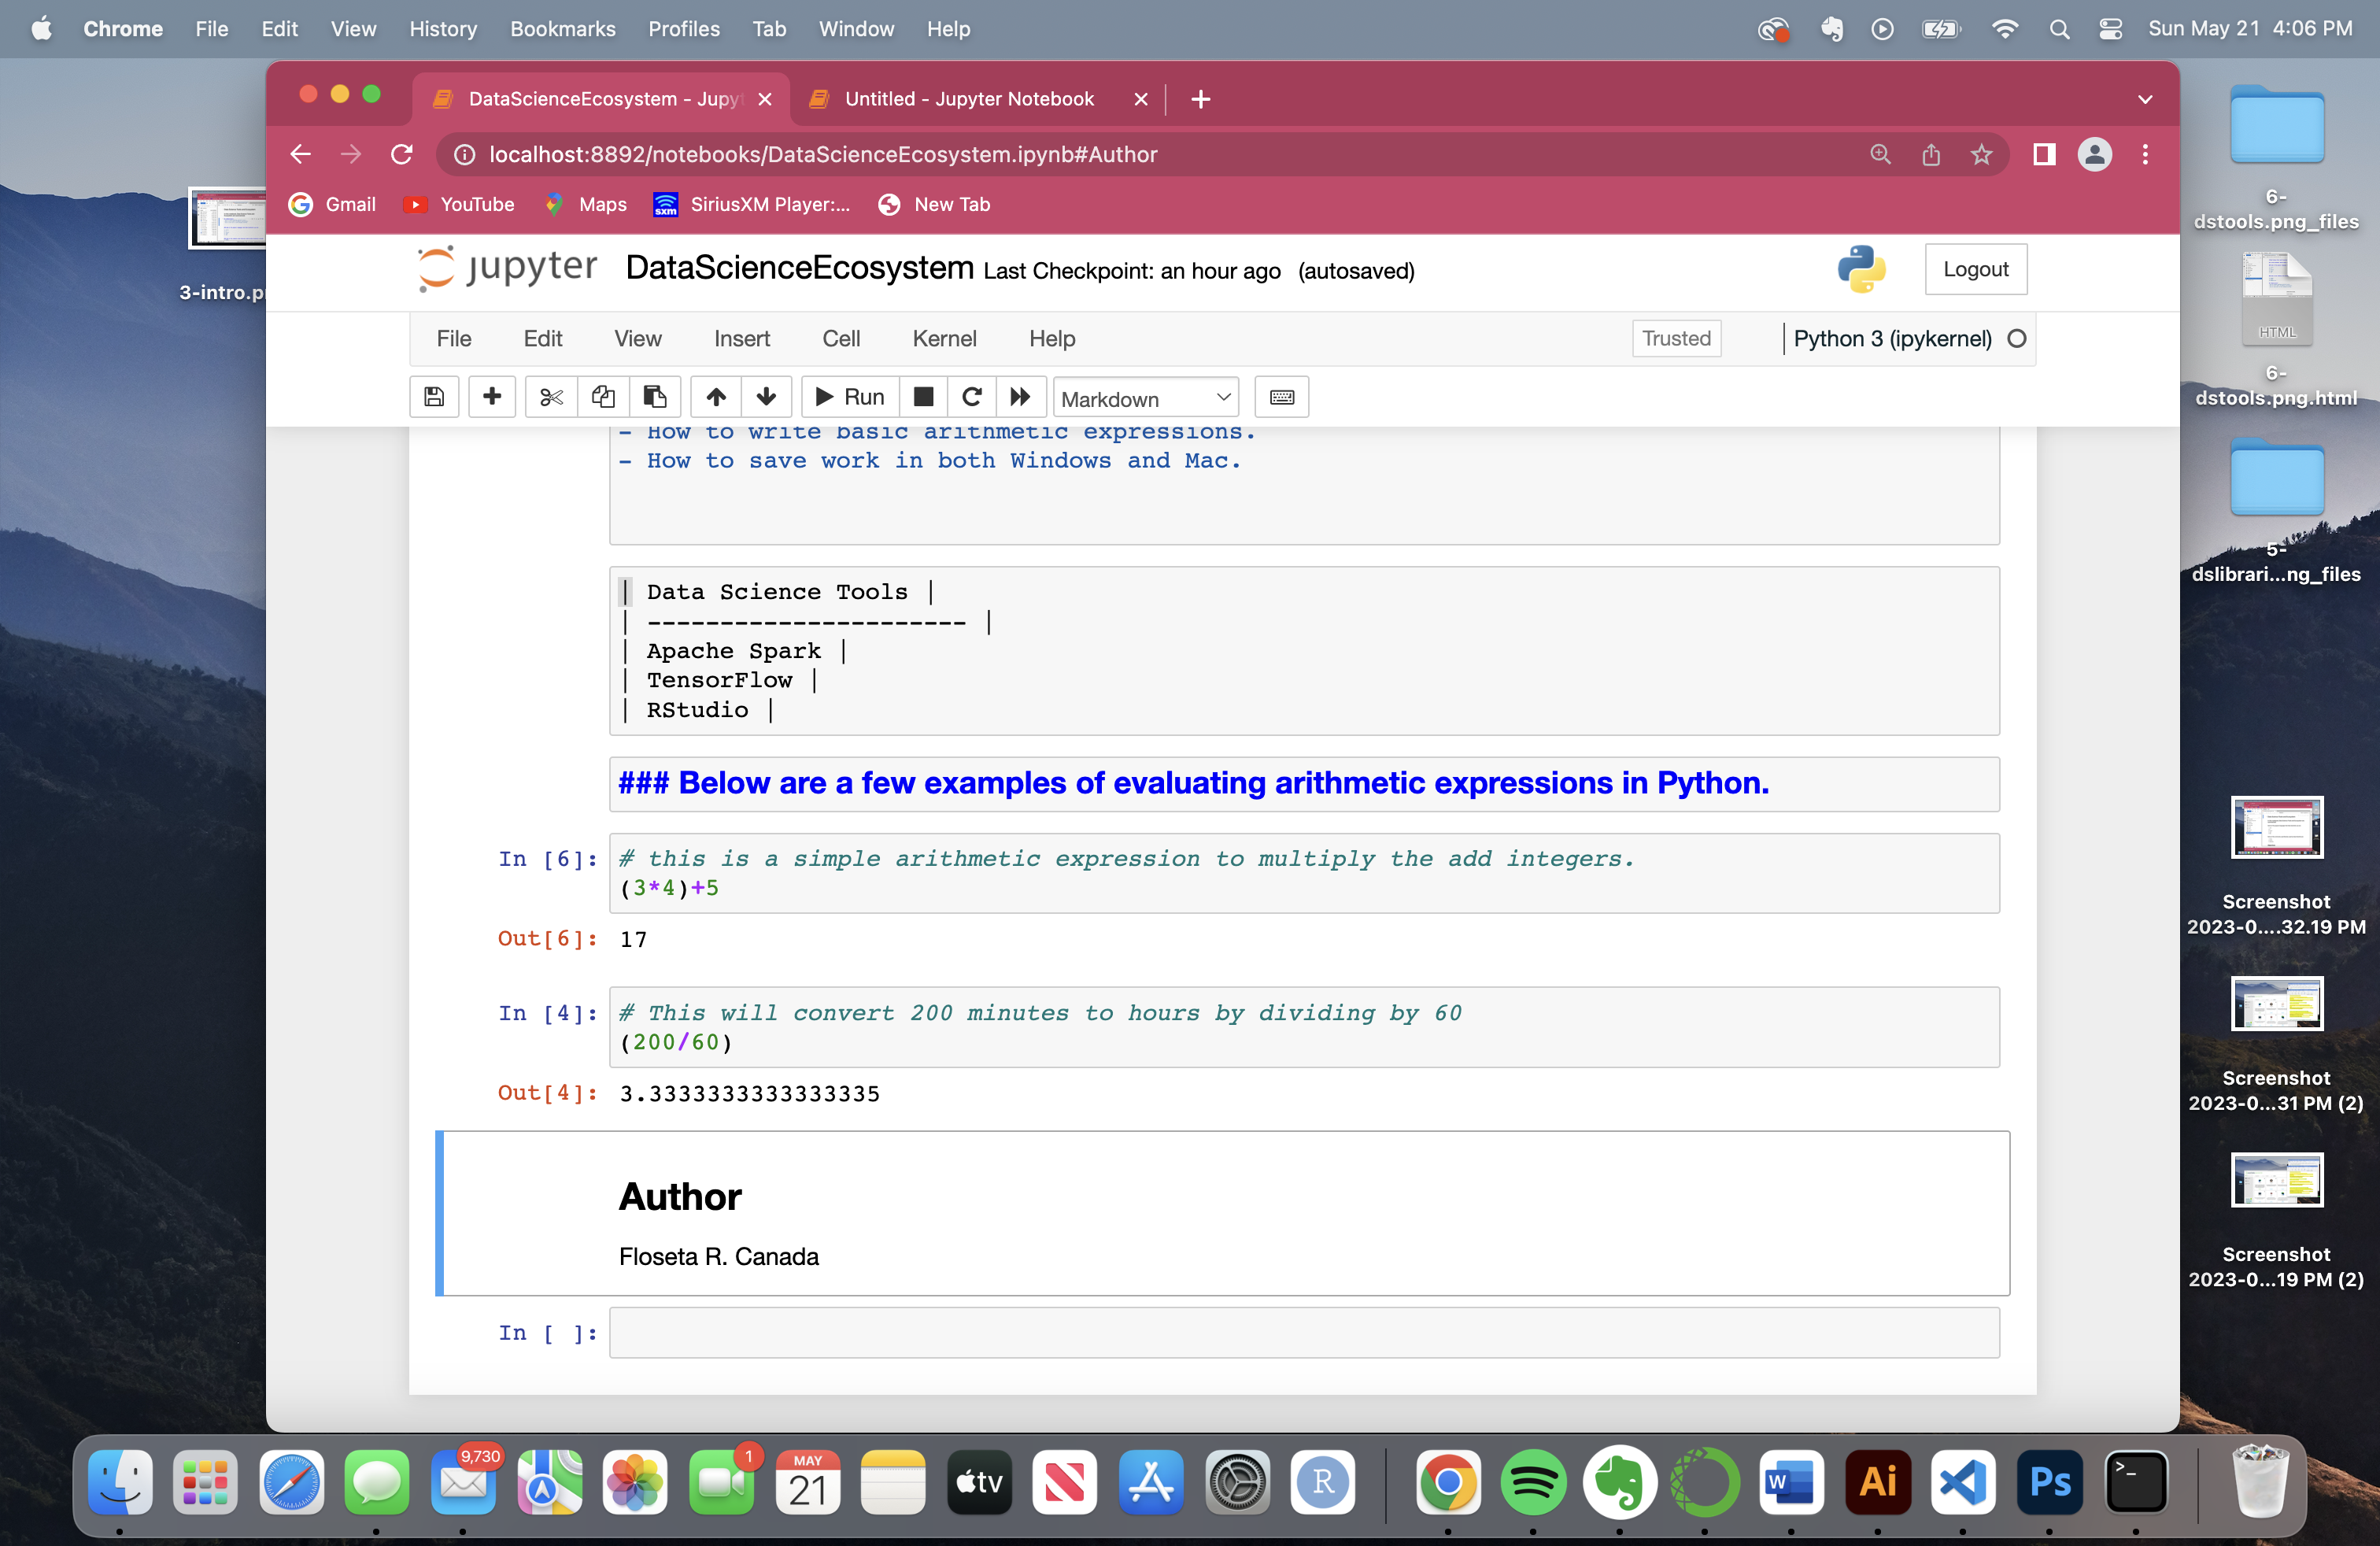 Chrome File Edit View History Bookmarks Profiles Tab Window Help Sun May 21 4:06 PM
DataScienceEcosystem - Jupyt Untitled - Jupyter Notebook
localhost:8892/notebooks/DataScienceEcosystem.ipynb#Author
Gmail YouTube Maps sxm SiriusXM Player:... New Tab
jupyter DataScienceEcosystem Last Checkpoint: an hour ago (autosaved) Logout
File Edit View Insert Cell Kernel Help Trusted Python 3 (ipykernel)
Run Markdown
- How to write basic arithmetic expressions.
- How to save work in both Windows and Mac.
| Data Science Tools |
| ---------------------- |
| Apache Spark |
| TensorFlow |
| RStudio |
### Below are a few examples of evaluating arithmetic expressions in Python.
In [6]: # this is a simple arithmetic expression to multiply the add integers.
(3*4)+5
Out[6]: 17
In [4]: # This will convert 200 minutes to hours by dividing by 60
(200/60)
Out[4]: 3.3333333333333335
Author
Floseta R. Canada
In [ ]:
3-intro.p
6-
dstools.png_files
HTML
6-
dstools.png.html
5-
dslibrari...ng_files
Screenshot
2023-0....32.19 PM
Screenshot
2023-0...31 PM (2)
Screenshot
2023-0...19 PM (2)
9,730
1
MAY
21
tv
R
W
Ai
Ps
>_